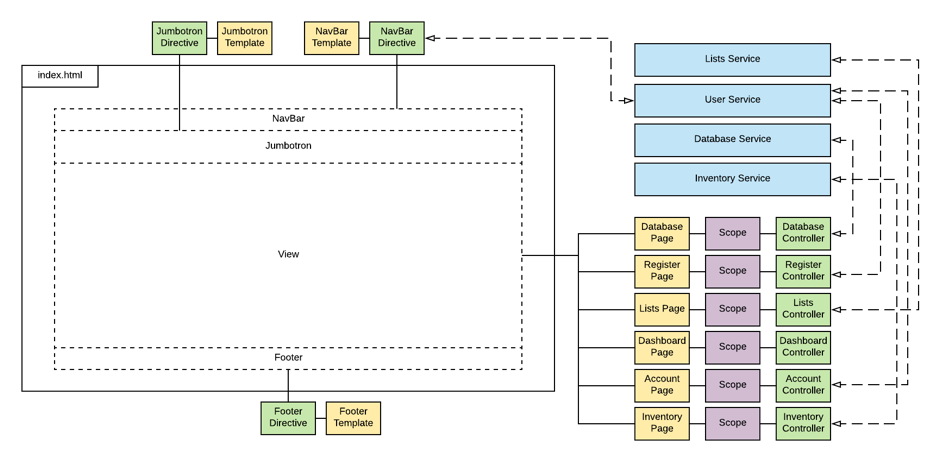 Jumbotron
Directive
Jumbotron
Template
NavBar
Template
NavBar
Directive
index.html
NavBar
Jumbotron
View
Footer
Footer
Directive
Footer
Template
Lists Service
User Service
Database Service
Inventory Service
Database
Page
Scope
Database
Controller
Register
Page
Scope
Register
Controller
Lists Page
Scope
Lists
Controller
Dashboard
Page
Scope
Dashboard
Controller
Account
Page
Scope
Account
Controller
Inventory
Page
Scope
Inventory
Controller